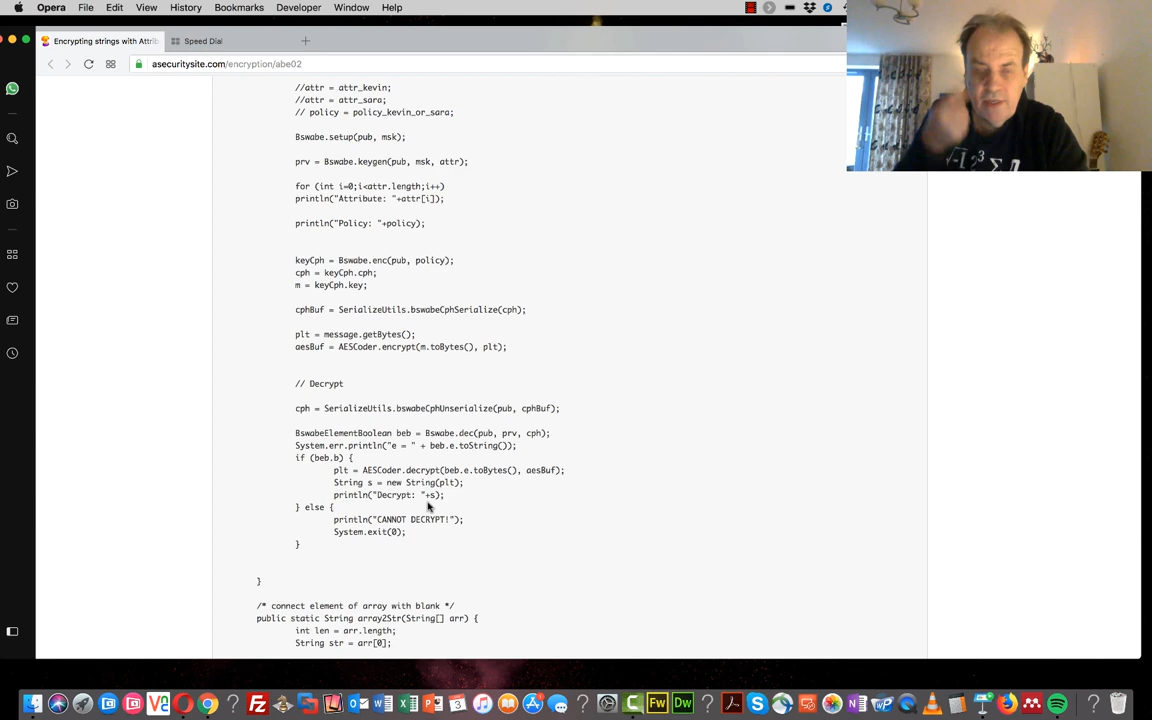 Opera File Edit View History Bookmarks Developer Window Help
Encrypting strings with Attrib
Speed Dial
asecuritysite.com/encryption/abe02
//attr = attr_kevin;
//attr = attr_sara;
// policy = policy_kevin_or_sara;
Bswabe.setup(pub, msk);
prv = Bswabe.keygen(pub, msk, attr);
for (int i=0;i<attr.length;i++)
println("Attribute: "+attr[i]);
println("Policy: "+policy);
keyCph = Bswabe.enc(pub, policy);
cph = keyCph.cph;
m = keyCph.key;
cphBuf = SerializeUtils.bswabeCphSerialize(cph);
plt = message.getBytes();
aesBuf = AESCoder.encrypt(m.toBytes(), plt);
// Decrypt
cph = SerializeUtils.bswabeCphUnserialize(pub, cphBuf);
BswabeElementBoolean beb = Bswabe.dec(pub, prv, cph);
System.err.println("e = " + beb.e.toString());
if (beb.b) {
plt = AESCoder.decrypt(beb.e.toBytes(), aesBuf);
String s = new String(plt);
println("Decrypt: "+s);
} else {
println("CANNOT DECRYPT!");
System.exit(0);
}
}
/* connect element of array with blank */
public static String array2Str(String[] arr) {
int len = arr.length;
String str = arr[0];